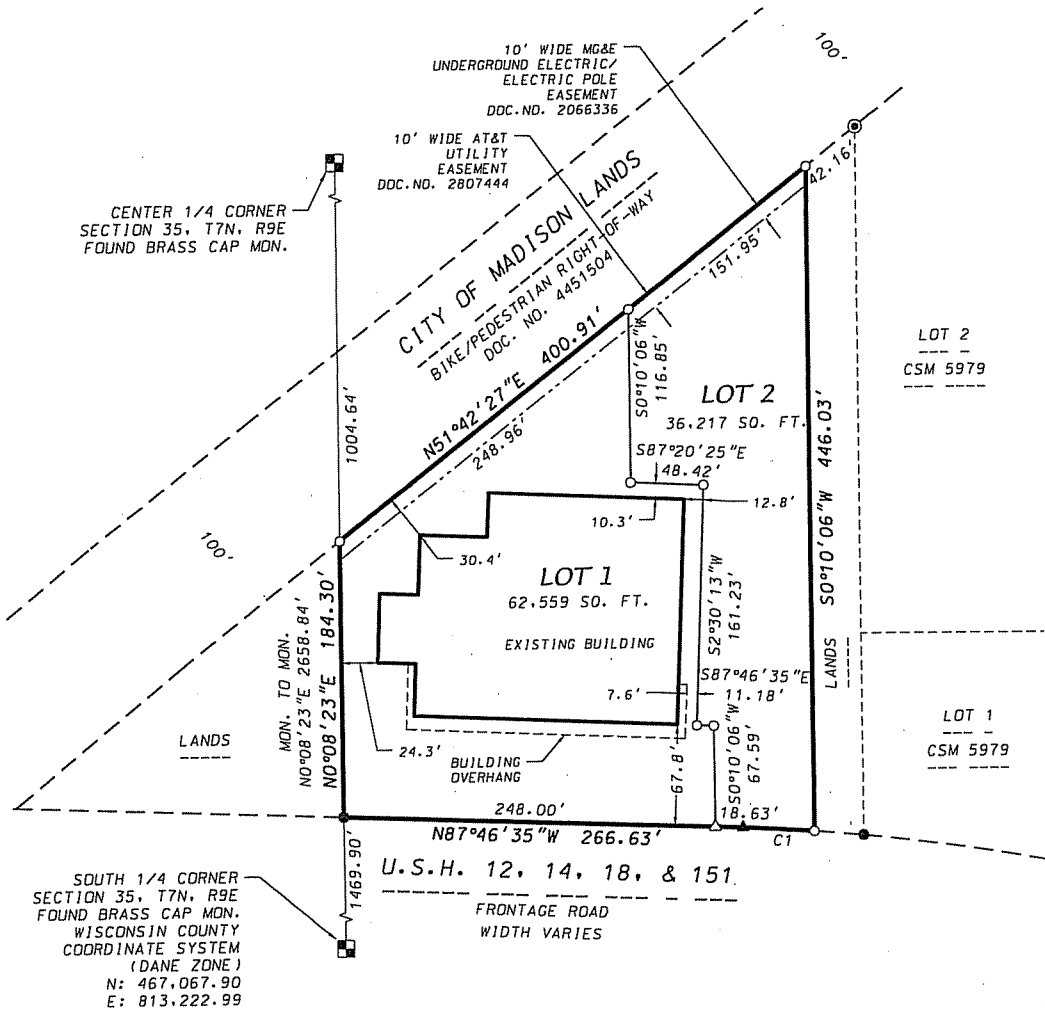 10' WIDE MG&E
UNDERGROUND ELECTRIC/
ELECTRIC POLE
EASEMENT
DOC.NO. 2066336
100'
10' WIDE AT&T
UTILITY
EASEMENT
DOC.NO. 2807444
42.16'
CENTER 1/4 CORNER
SECTION 35, T7N, R9E
FOUND BRASS CAP MON.
CITY OF MADISON LANDS
BIKE/PEDESTRIAN RIGHT-OF-WAY
DOC. NO. 4451504
151.95'
N51°42'27"E 400.91'
248.96'
1004.64'
100'
S0°10'06"W
116.85'
LOT 2
36,217 SQ. FT.
S87°20'25"E
48.42'
12.8'
10.3'
30.4'
LOT 1
62,559 SQ. FT.
EXISTING BUILDING
S2°30'13"W
161.23'
S0°10'06"W 446.03'
LOT 2
CSM 5979
S87°46'35"E
11.18'
7.6'
LANDS
LOT 1
CSM 5979
MON. TO MON.
N0°08'23"E 2658.84'
N0°08'23"E 184.30'
LANDS
24.3'
BUILDING
OVERHANG
67.8'
S0°10'06"W
67.59'
248.00'
18.63'
N87°46'35"W 266.63'
C1
U.S.H. 12, 14, 18, & 151
FRONTAGE ROAD
WIDTH VARIES
1469.90'
SOUTH 1/4 CORNER
SECTION 35, T7N, R9E
FOUND BRASS CAP MON.
WISCONSIN COUNTY
COORDINATE SYSTEM
(DANE ZONE)
N: 467,067.90
E: 813,222.99